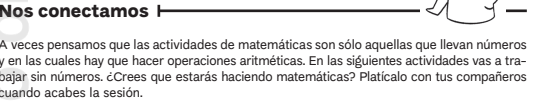 Nos conectamos
A veces pensamos que las actividades de matemáticas son sólo aquellas que llevan números
y en las cuales hay que hacer operaciones aritméticas. En las siguientes actividades vas a tra-
bajar sin números. ¿Crees que estarás haciendo matemáticas? Platícalo con tus compañeros
cuando acabes la sesión.